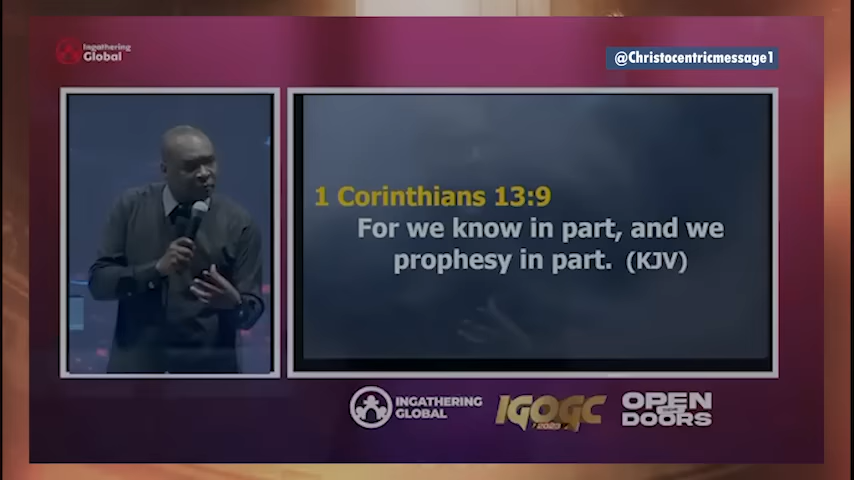 Ingathering
Global
@Christocentricmessage1
1 Corinthians 13:9
For we know in part, and we
prophesy in part. (KJV)
INGATHERING
GLOBAL
IGOGC
2023
OPEN
DOORS